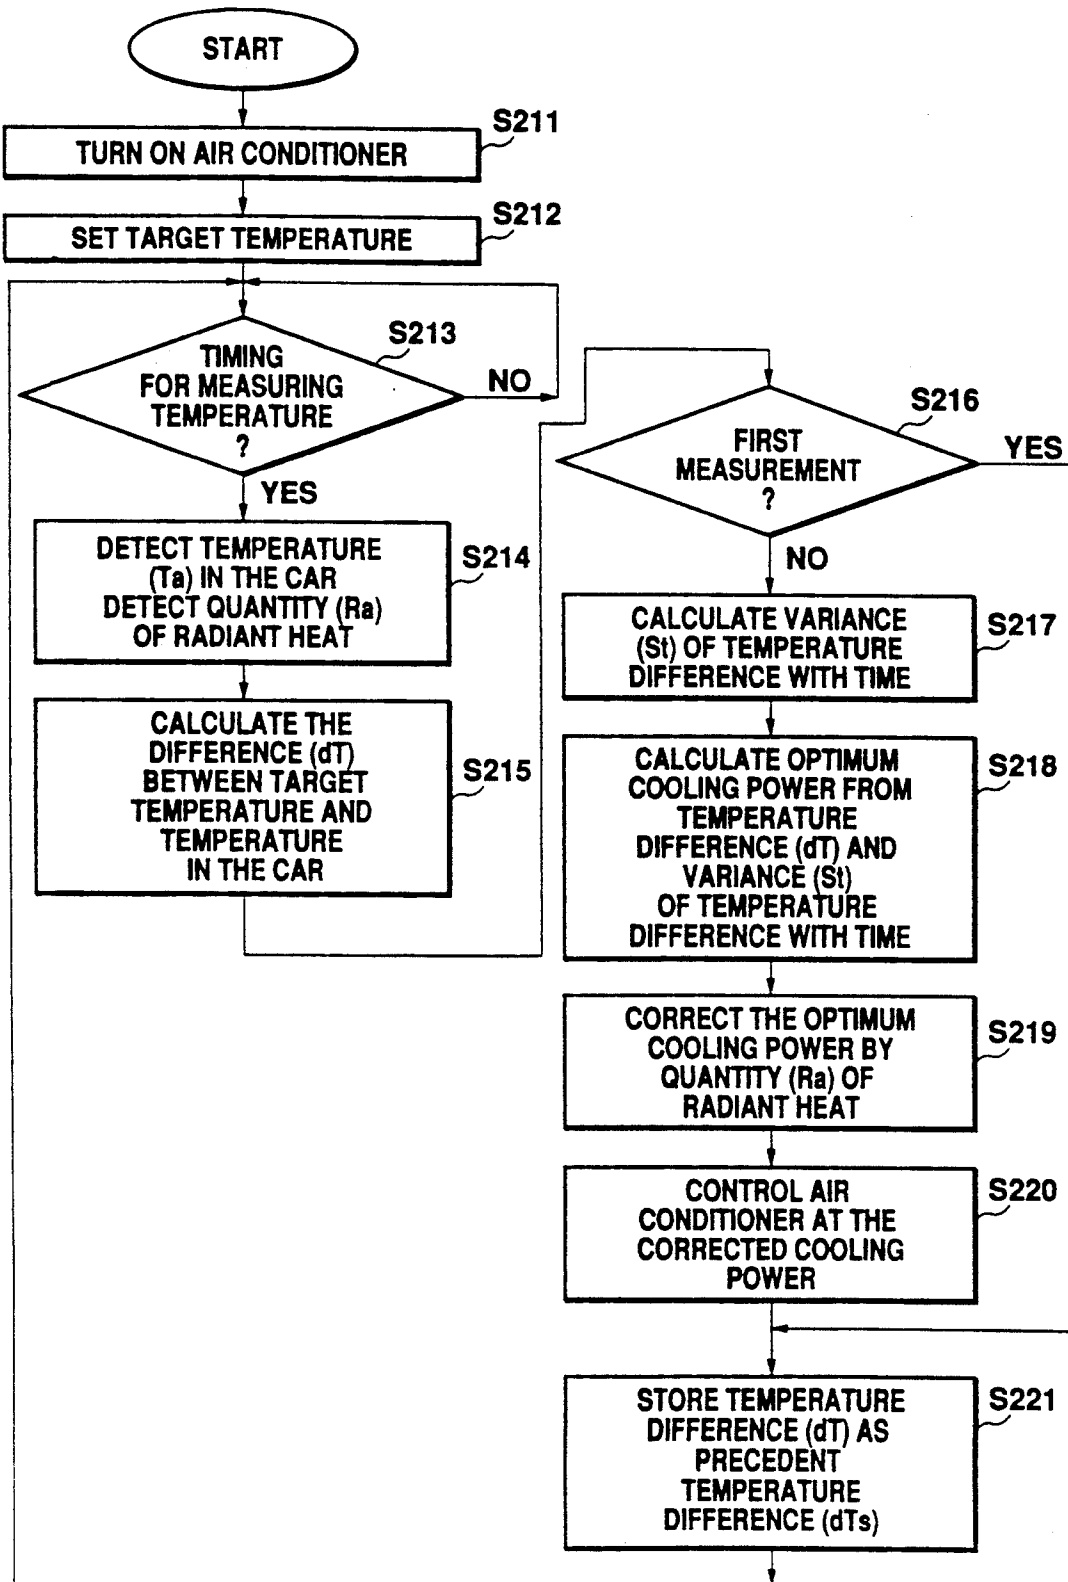 START
S211
TURN ON AIR CONDITIONER
S212
SET TARGET TEMPERATURE
S213
TIMING
FOR MEASURING
TEMPERATURE
?
NO
YES
S214
DETECT TEMPERATURE
(Ta) IN THE CAR
DETECT QUANTITY (Ra)
OF RADIANT HEAT
S215
CALCULATE THE
DIFFERENCE (dT)
BETWEEN TARGET
TEMPERATURE AND
TEMPERATURE
IN THE CAR
S216
FIRST
MEASUREMENT
?
YES
NO
S217
CALCULATE VARIANCE
(St) OF TEMPERATURE
DIFFERENCE WITH TIME
S218
CALCULATE OPTIMUM
COOLING POWER FROM
TEMPERATURE
DIFFERENCE (dT) AND
VARIANCE (St)
OF TEMPERATURE
DIFFERENCE WITH TIME
S219
CORRECT THE OPTIMUM
COOLING POWER BY
QUANTITY (Ra) OF
RADIANT HEAT
S220
CONTROL AIR
CONDITIONER AT THE
CORRECTED COOLING
POWER
S221
STORE TEMPERATURE
DIFFERENCE (dT) AS
PRECEDENT
TEMPERATURE
DIFFERENCE (dTs)